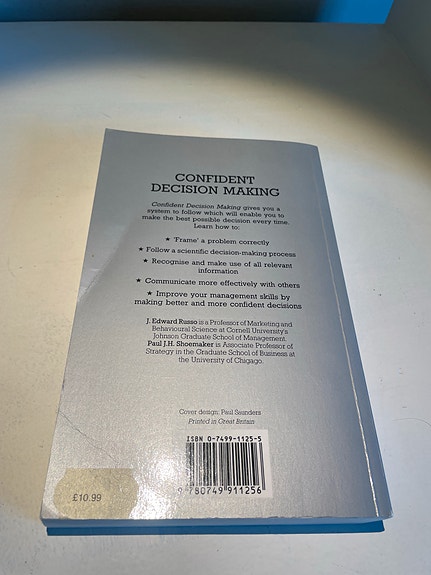 CONFIDENT
DECISION MAKING
Confident Decision Making gives you a
system to follow which will enable you to
make the best possible decision every time.
Learn how to:
★ 'Frame' a problem correctly
★ Follow a scientific decision-making process
★ Recognise and make use of all relevant
information
★ Communicate more effectively with others
★ Improve your management skills by
making better and more confident decisions
J. Edward Russo is a Professor of Marketing and
Behavioural Science at Cornell University's
Johnson Graduate School of Management.
Paul J.H. Shoemaker is Associate Professor of
Strategy in the Graduate School of Business at
the University of Chigago.
Cover design: Paul Saunders
Printed in Great Britain
ISBN 0-7499-1125-5
9 780749 911256
£10.99